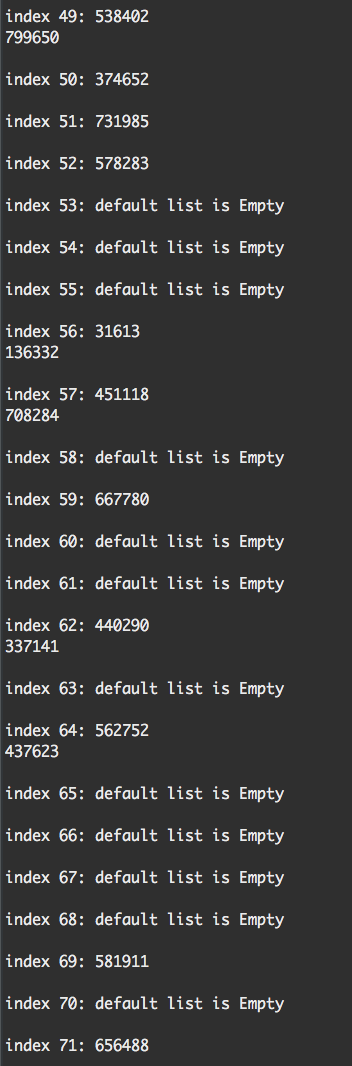 index 49: 538402
799650
index 50: 374652
index 51: 731985
index 52: 578283
index 53: default list is Empty
index 54: default list is Empty
index 55: default list is Empty
index 56: 31613
136332
index 57: 451118
708284
index 58: default list is Empty
index 59: 667780
index 60: default list is Empty
index 61: default list is Empty
index 62: 440290
337141
index 63: default list is Empty
index 64: 562752
437623
index 65: default list is Empty
index 66: default list is Empty
index 67: default list is Empty
index 68: default list is Empty
index 69: 581911
index 70: default list is Empty
index 71: 656488